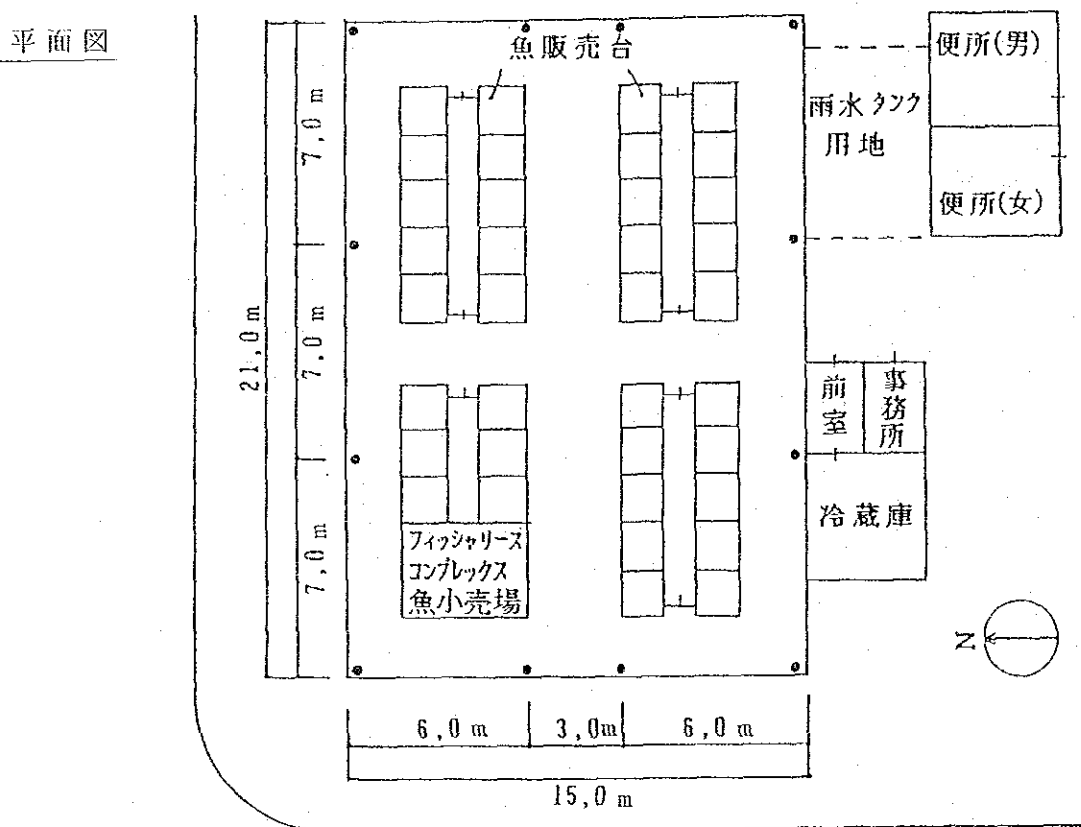 平面図
魚販売台
便所(男)
雨水タンク
用地
便所(女)
7,0 m
7,0 m
7,0 m
21,0 m
前室
事務所
冷蔵庫
フィッシャリーズ
コンプレックス
魚小売場
N
6,0 m
3,0m
6,0 m
15,0 m